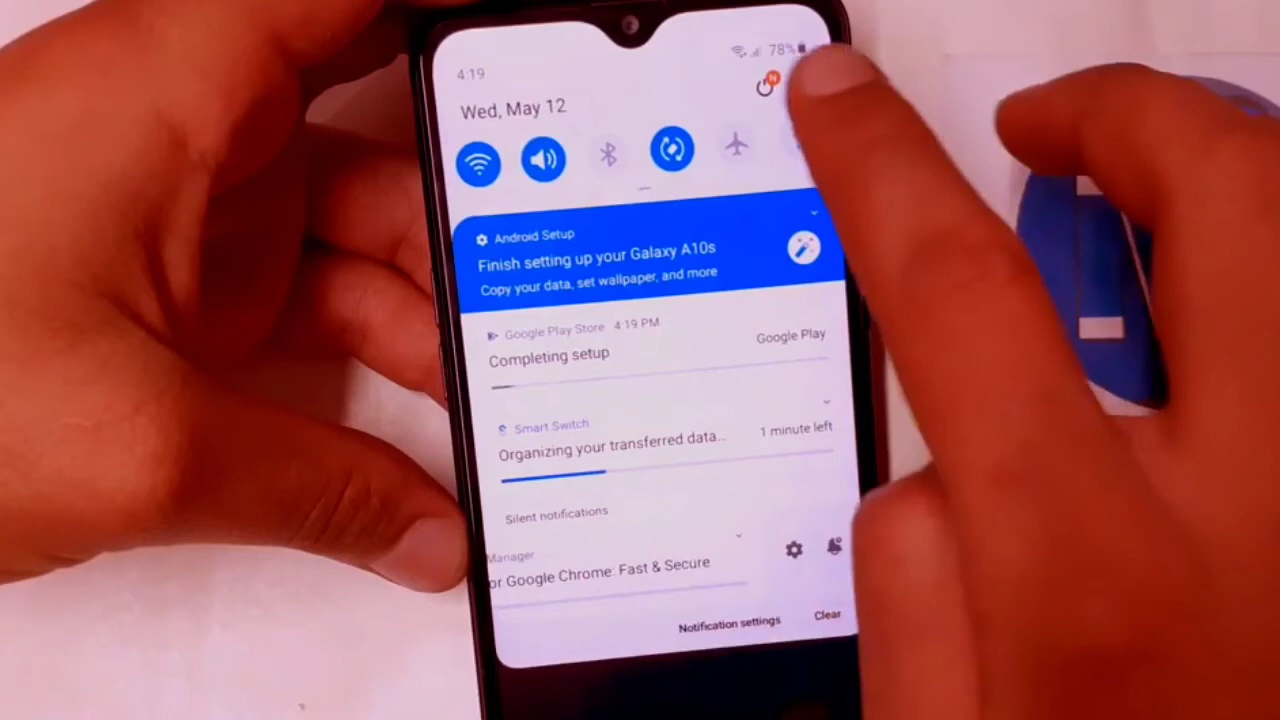 4:19
78%
N
Wed, May 12
Android Setup
Finish setting up your Galaxy A10s
Copy your data, set wallpaper, and more
Google Play Store 4:19 PM
Completing setup
Google Play
Smart Switch
Organizing your transferred data...
1 minute left
Silent notifications
Manager
or Google Chrome: Fast & Secure
Notification settings
Clear